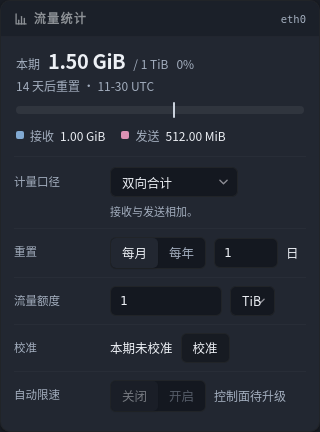 流量统计 eth0
本期 1.50 GiB / 1 TiB 0%
14 天后重置 · 11-30 UTC
接收 1.00 GiB 发送 512.00 MiB
计量口径 双向合计
接收与发送相加。
重置 每月 每年 1 日
流量额度 1 TiB
校准 本期未校准 校准
自动限速 关闭 开启 控制面待升级